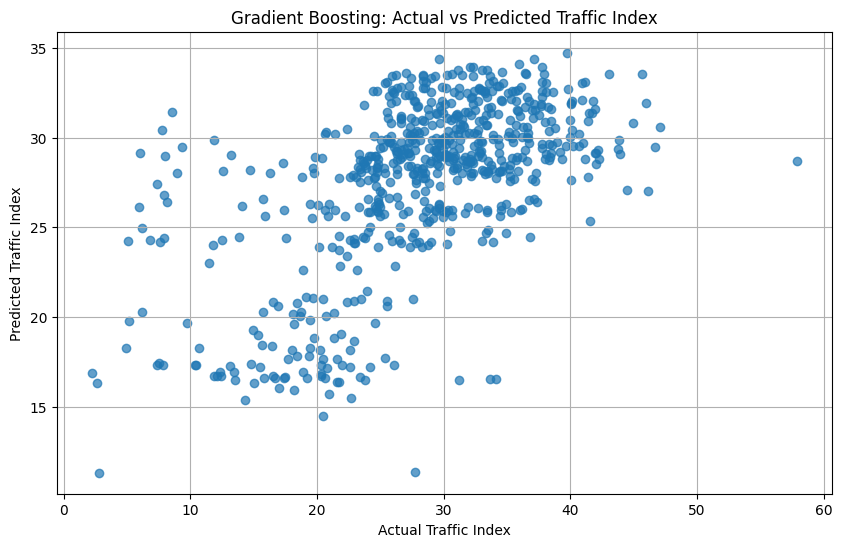 Gradient Boosting: Actual vs Predicted Traffic Index
Predicted Traffic Index
35
30
25
20
15
0 10 20 30 40 50 60
Actual Traffic Index